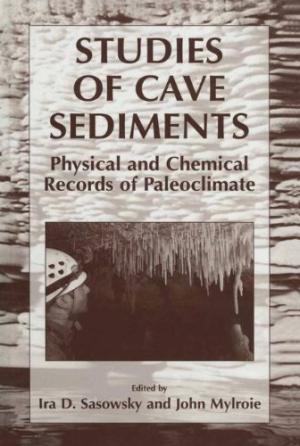 STUDIES
OF CAVE
SEDIMENTS
Physical and Chemical
Records of Paleoclimate
Edited by
Ira D. Sasowsky and John Mylroie